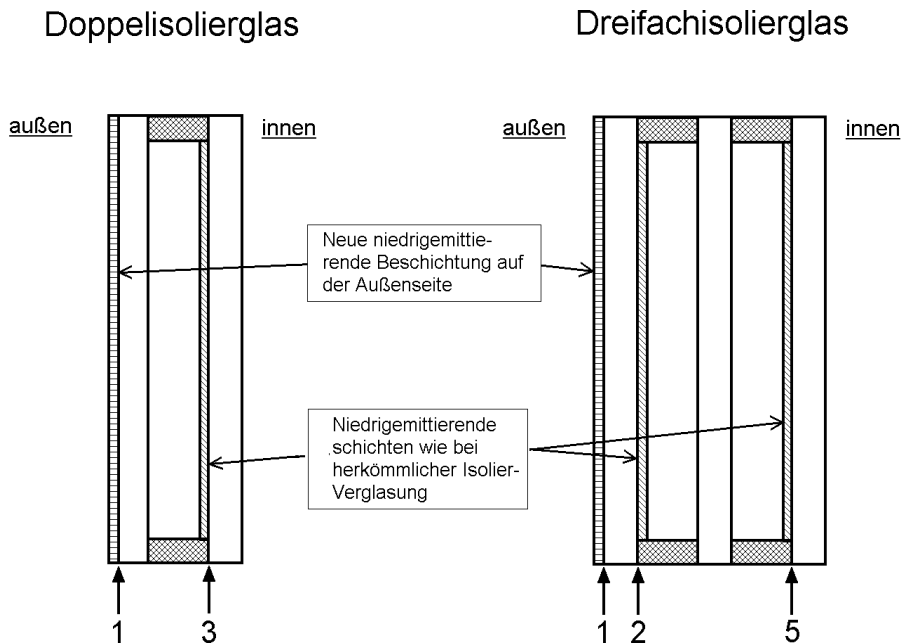 Doppelisolierglas
Dreifachisolierglas
außen
innen
außen
innen
Neue niedrigemittie-
rende Beschichtung auf
der Außenseite
Niedrigemittierende
schichten wie bei
herkömmlicher Isolier-
Verglasung
1
3
1
2
5